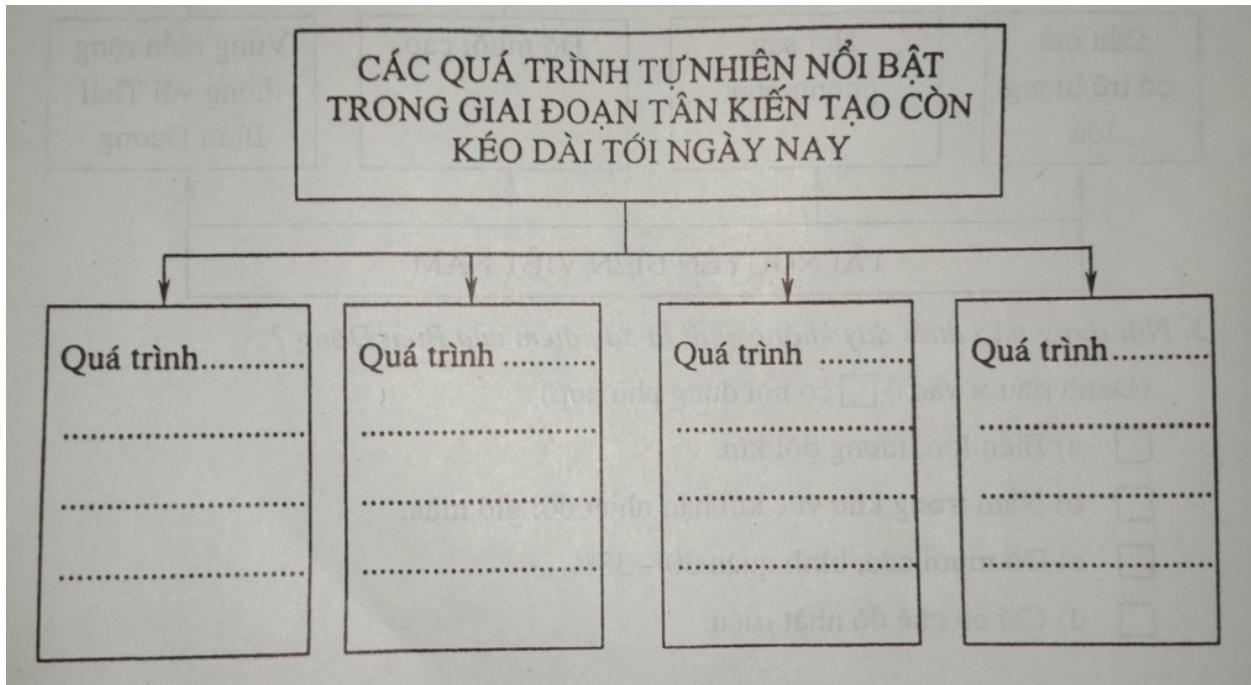 CÁC QUÁ TRÌNH TỰ NHIÊN NỔI BẬT
TRONG GIAI ĐOẠN TÂN KIẾN TẠO CÒN
KÉO DÀI TỚI NGÀY NAY
Quá trình............
....................................
....................................
....................................
Quá trình ............
....................................
....................................
....................................
Quá trình ............
....................................
....................................
....................................
Quá trình............
....................................
....................................
....................................